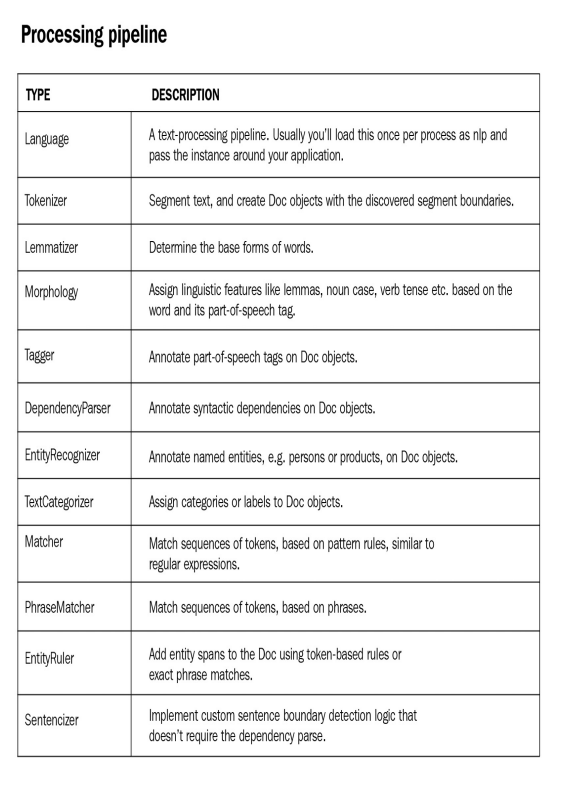 Processing pipeline
TYPE DESCRIPTION
Language
A text-processing pipeline. Usually you'll load this once per process as nlp and
pass the instance around your application.
Tokenizer
Segment text, and create Doc objects with the discovered segment boundaries.
Lemmatizer
Determine the base forms of words.
Morphology
Assign linguistic features like lemmas, noun case, verb tense etc. based on the
word and its part-of-speech tag.
Tagger
Annotate part-of-speech tags on Doc objects.
DependencyParser
Annotate syntactic dependencies on Doc objects.
EntityRecognizer
Annotate named entities, e.g. persons or products, on Doc objects.
TextCategorizer
Assign categories or labels to Doc objects.
Matcher
Match sequences of tokens, based on pattern rules, similar to
regular expressions.
PhraseMatcher
Match sequences of tokens, based on phrases.
EntityRuler
Add entity spans to the Doc using token-based rules or
exact phrase matches.
Sentencizer
Implement custom sentence boundary detection logic that
doesn't require the dependency parse.